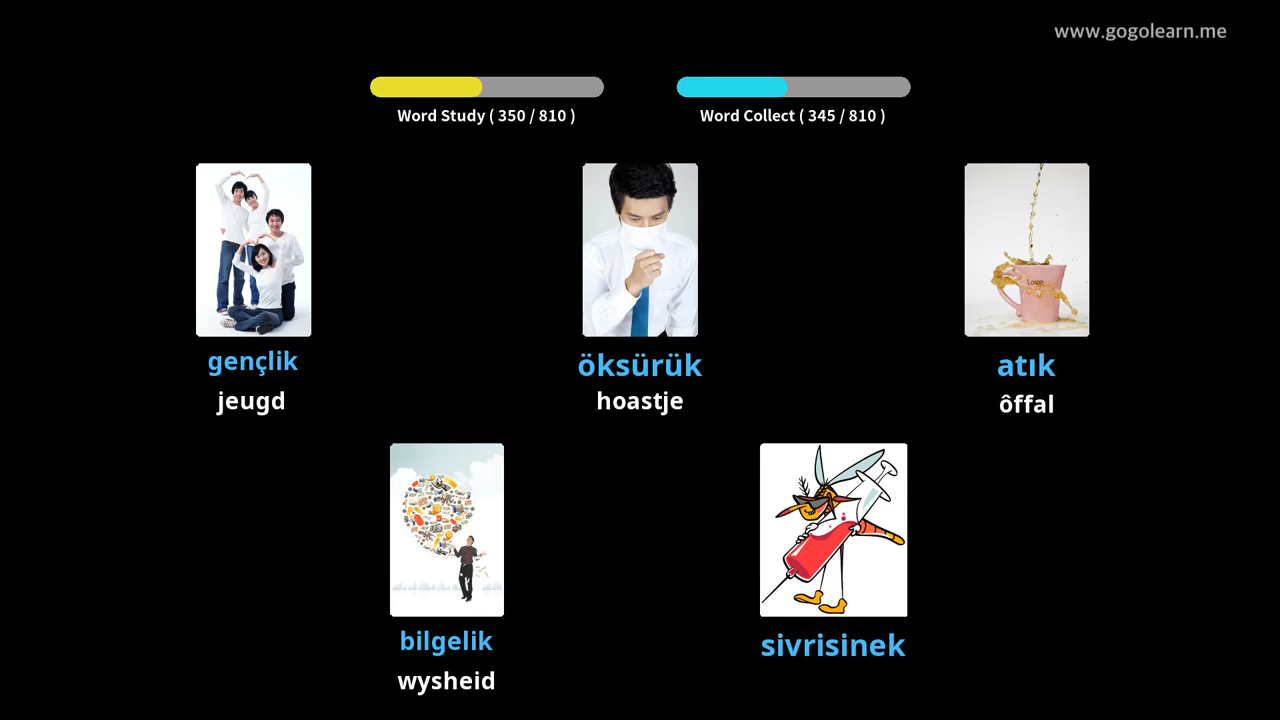 www.gogolearn.me
Word Study ( 350 / 810 )
Word Collect ( 345 / 810 )
love
gençlik
jeugd
öksürük
hoastje
atık
ôffal
bilgelik
wysheid
sivrisinek